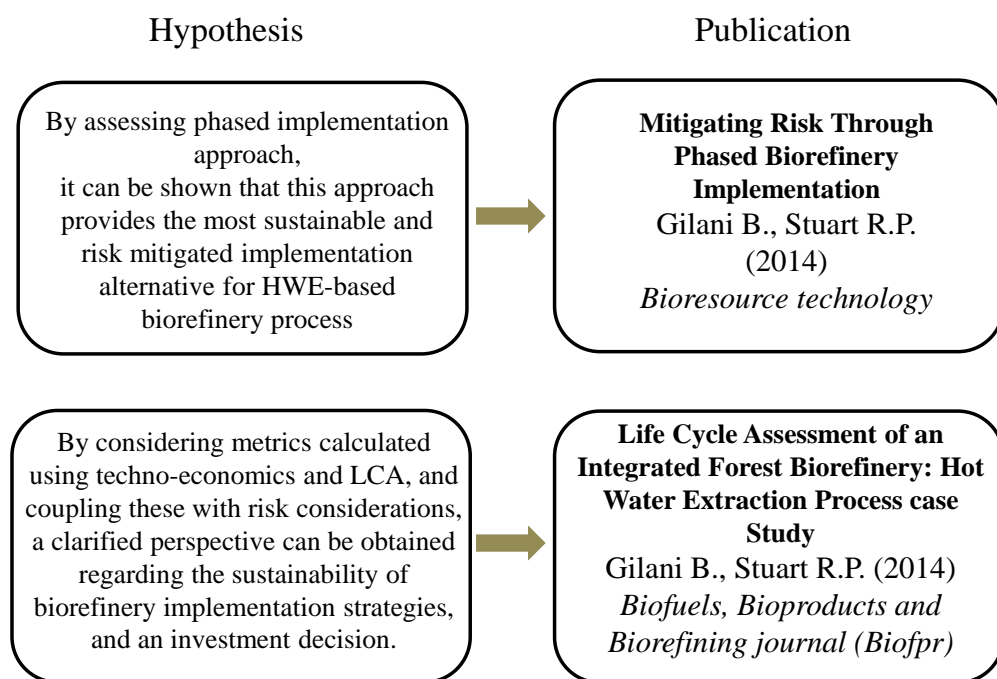 Hypothesis
Publication
By assessing phased implementation
approach,
it can be shown that this approach
provides the most sustainable and
risk mitigated implementation
alternative for HWE-based
biorefinery process
Mitigating Risk Through
Phased Biorefinery
Implementation
Gilani B., Stuart R.P.
(2014)
Bioresource technology
By considering metrics calculated
using techno-economics and LCA, and
coupling these with risk considerations,
a clarified perspective can be obtained
regarding the sustainability of
biorefinery implementation strategies,
and an investment decision.
Life Cycle Assessment of an
Integrated Forest Biorefinery: Hot
Water Extraction Process case
Study
Gilani B., Stuart R.P. (2014)
Biofuels, Bioproducts and
Biorefining journal (Biofpr)